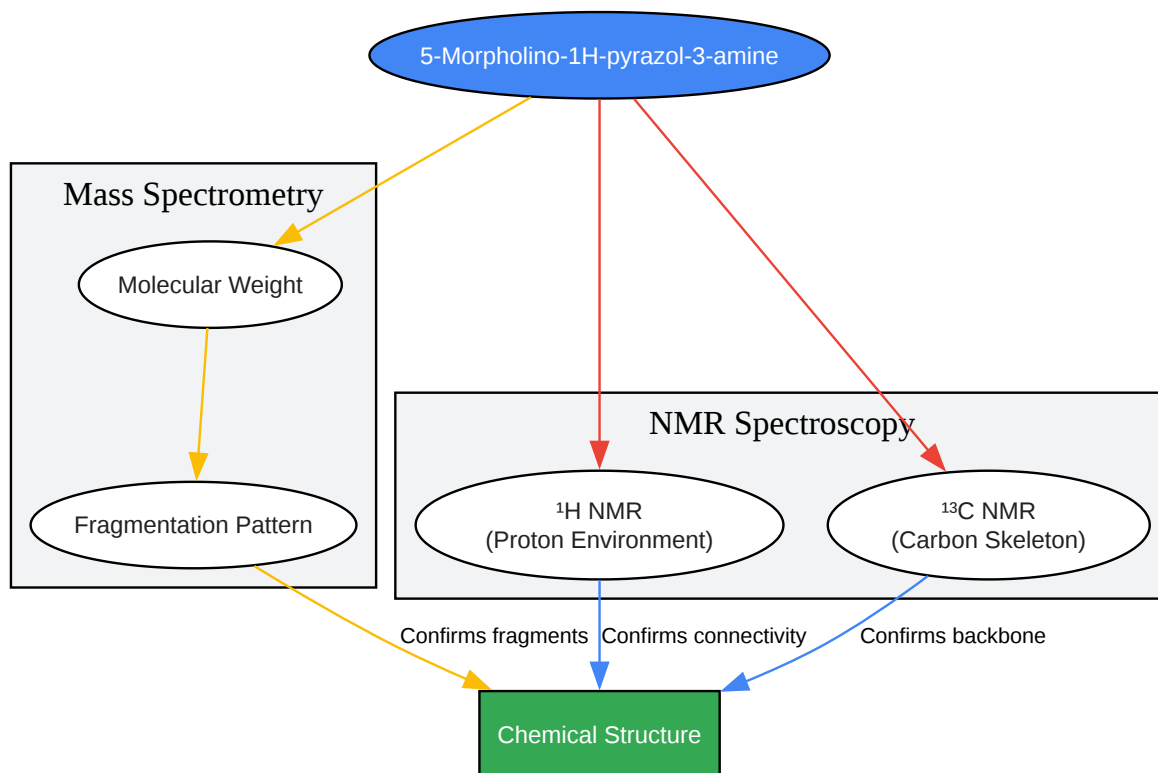 5-Morpholino-1H-pyrazol-3-amine
Mass Spectrometry
Molecular Weight
Fragmentation Pattern
NMR Spectroscopy
¹H NMR
(Proton Environment)
¹³C NMR
(Carbon Skeleton)
Confirms fragments
Confirms connectivity
Confirms backbone
Chemical Structure